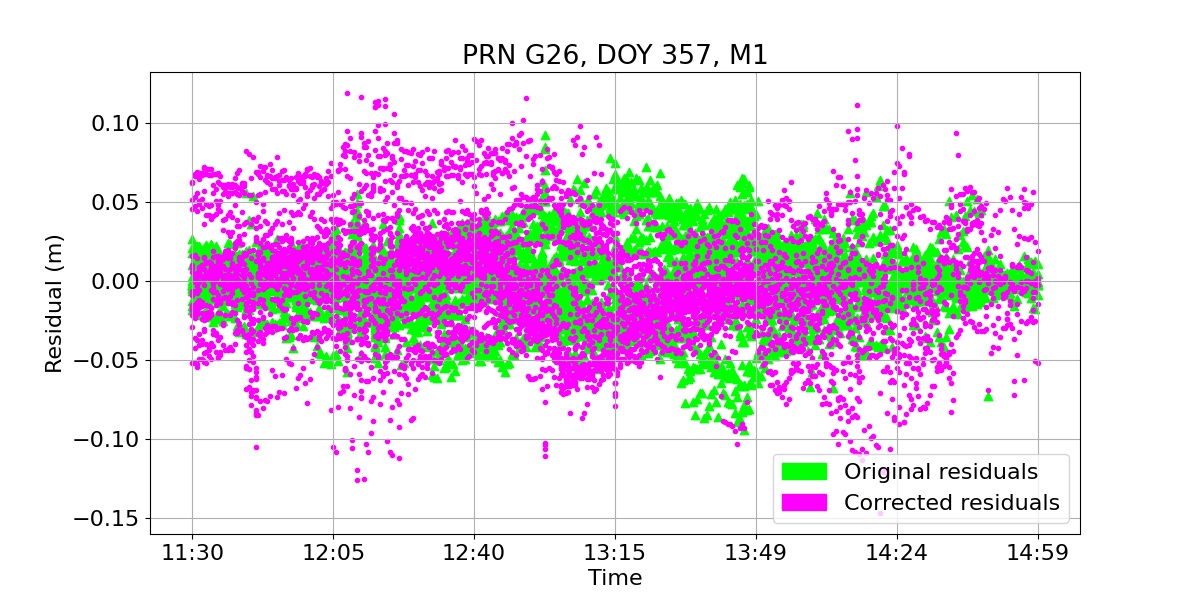 PRN G26, DOY 357, M1
Residual (m)
0.10
0.05
0.00
−0.05
−0.10
−0.15
Original residuals
Corrected residuals
11:30 12:05 12:40 13:15 13:49 14:24 14:59
Time